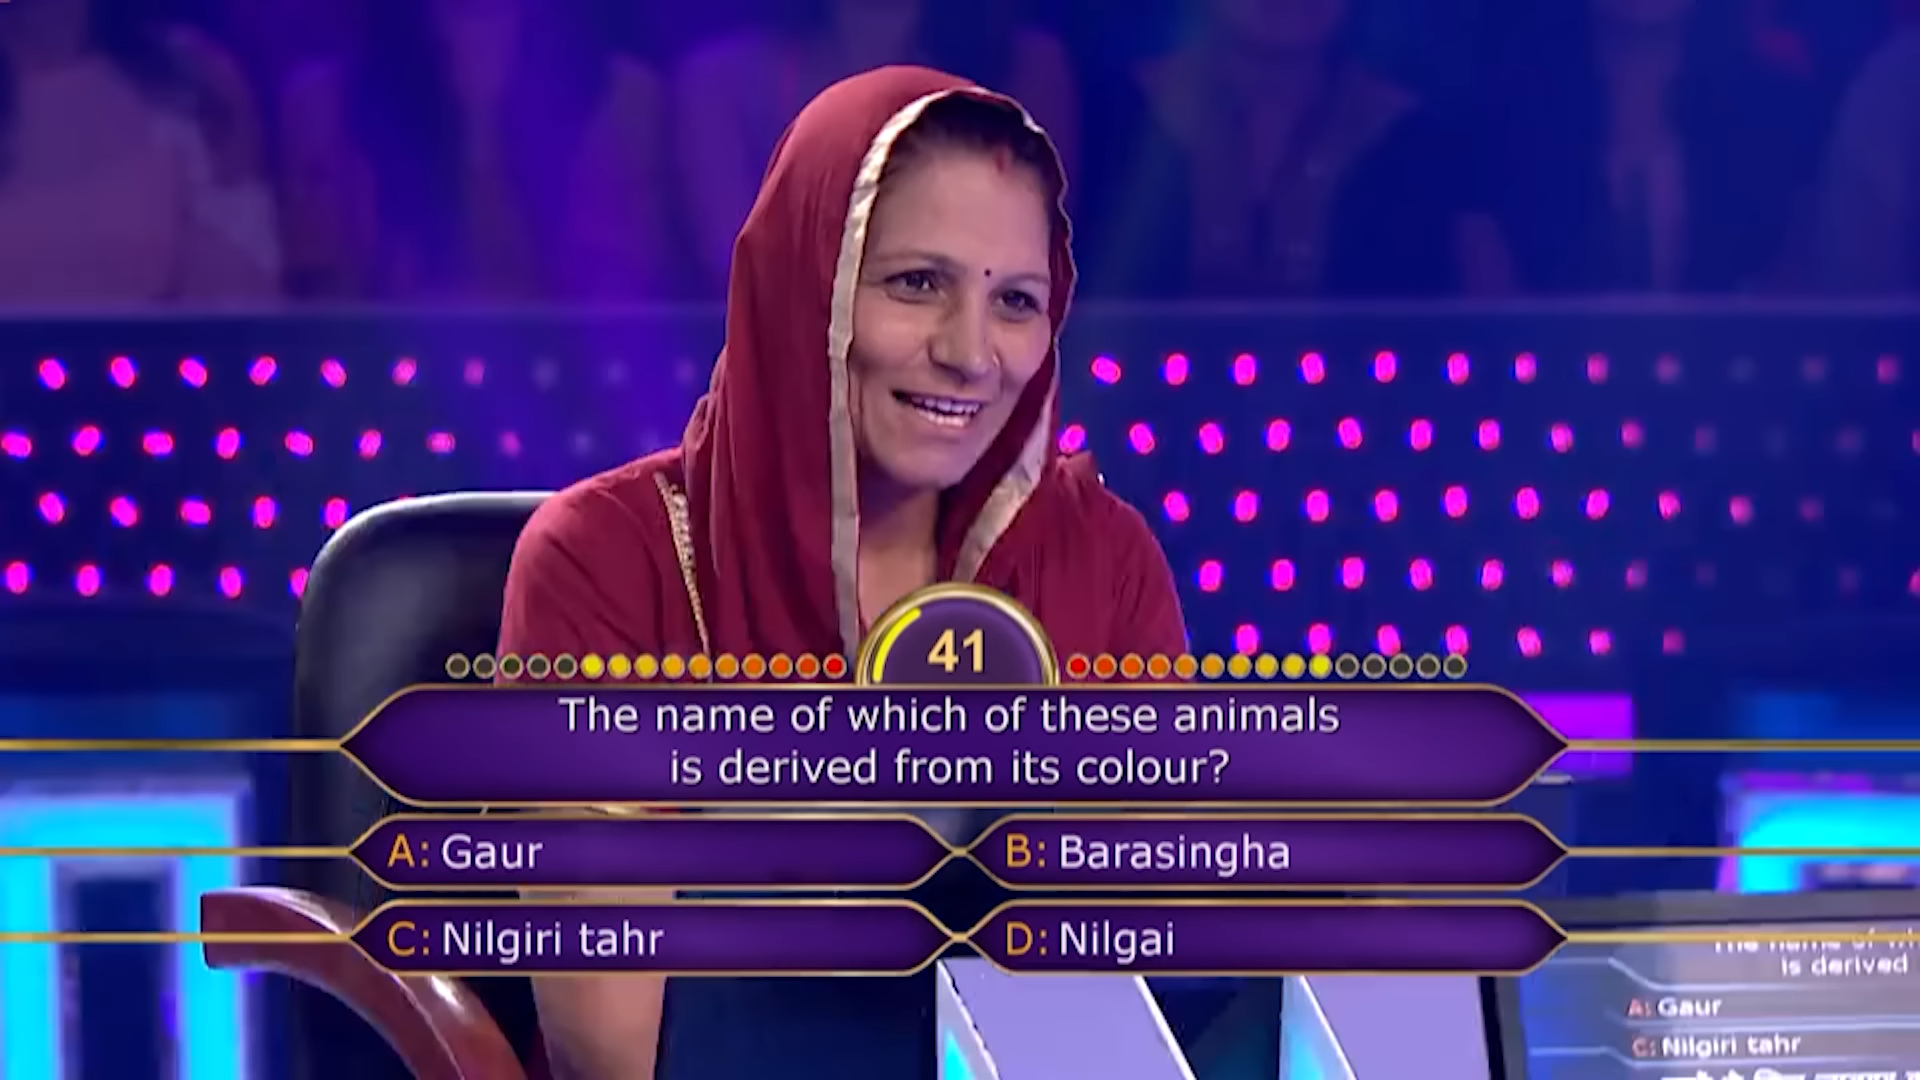 41
The name of which of these animals
is derived from its colour?
A: Gaur
B: Barasingha
C: Nilgiri tahr
D: Nilgai
is derived
A: Gaur
C: Nilgiri tahr